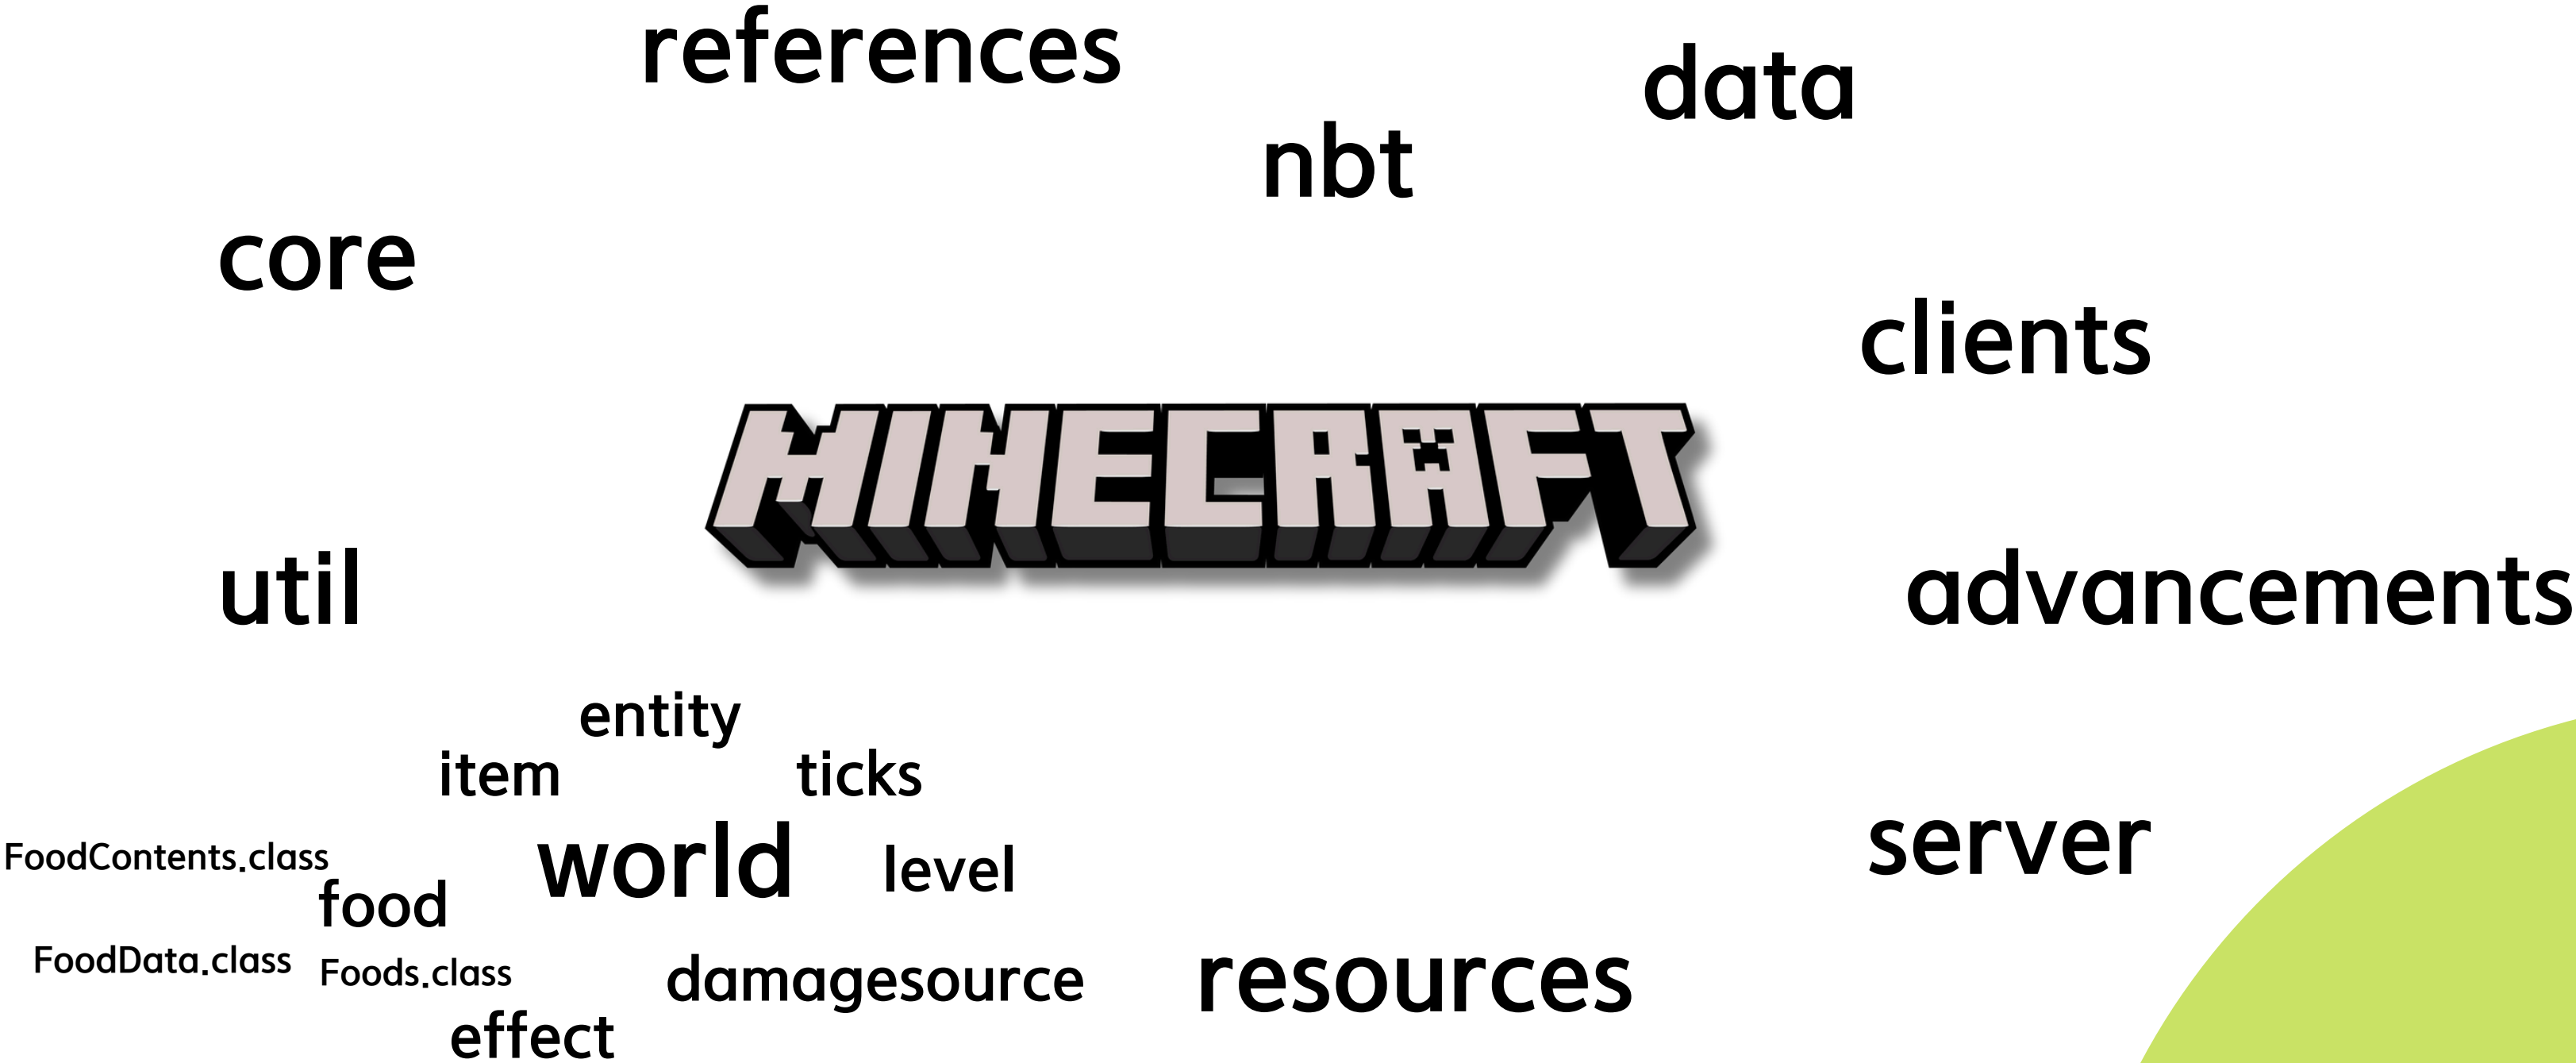 references
data
nbt
core
clients
MINECRAFT
util
advancements
entity
item
ticks
world
server
FoodContents.class
level
food
FoodData.class
Foods.class
damagesource
resources
effect